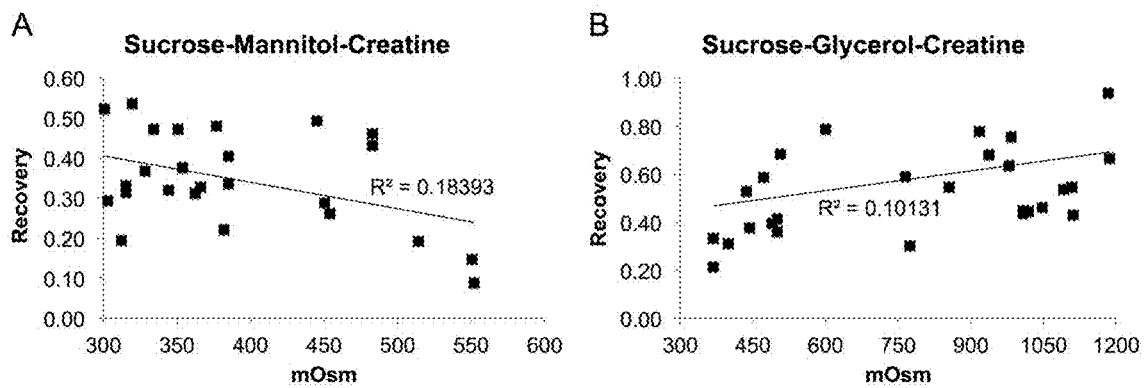 A
Sucrose-Mannitol-Creatine
0.60
0.50
0.40
0.30
0.20
0.10
0.00
Recovery
R² = 0.18393
300 350 400 450 500 550 600
mOsm
B
Sucrose-Glycerol-Creatine
1.00
0.80
0.60
0.40
0.20
0.00
Recovery
R² = 0.10131
300 450 600 750 900 1050 1200
mOsm